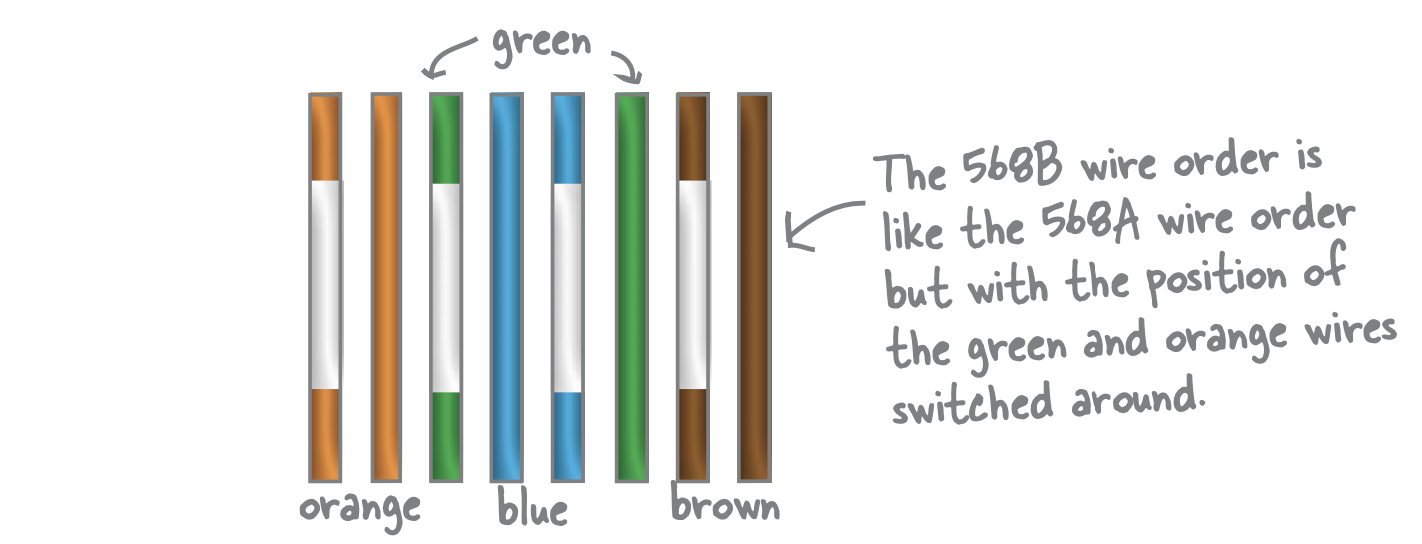 green
The 568B wire order is
like the 568A wire order
but with the position of
the green and orange wires
switched around.
orange blue brown